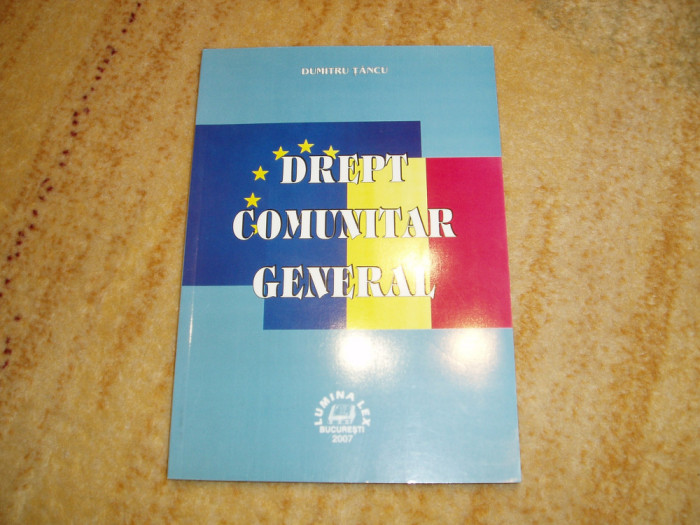 DUMITRU ȚANCU
DREPT
COMUNITAR
GENERAL
LUMINA LEX
BUCUREȘTI
2007